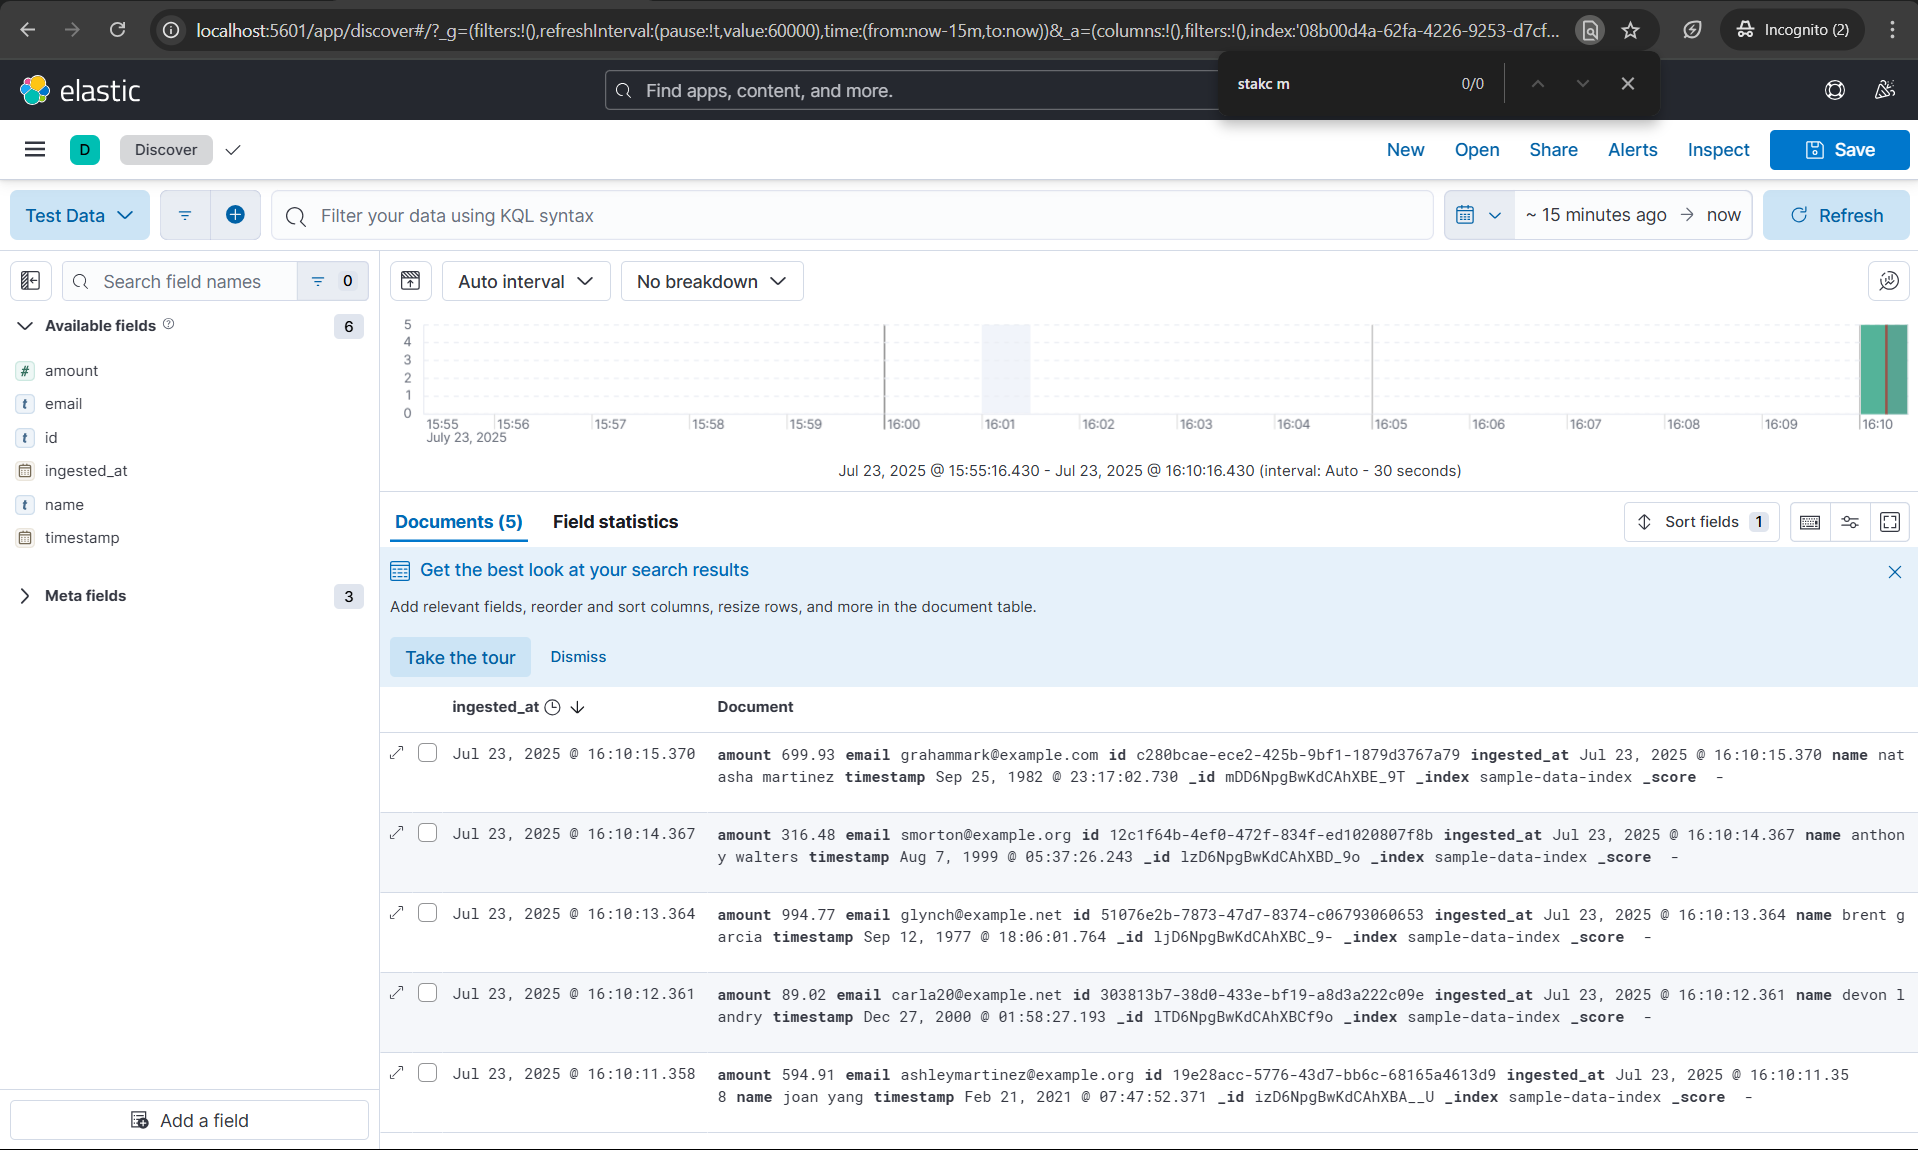 localhost:5601/app/discover#/?_g=(filters:!(),refreshInterval:(pause:!t,value:60000),time:(from:now-15m,to:now))&_a=(columns:!(),filters:!(),index:'08b00d4a-62fa-4226-9253-d7cf... Incognito (2)
stakc m 0/0
elastic Find apps, content, and more.
D Discover New Open Share Alerts Inspect Save
Test Data Filter your data using KQL syntax ~ 15 minutes ago → now Refresh
Search field names 0 Auto interval No breakdown
Available fields 6
# amount
t email
t id
ingested_at
t name
timestamp
Meta fields 3
Add a field
5
4
3
2
1
0
15:55 15:56 15:57 15:58 15:59 16:00 16:01 16:02 16:03 16:04 16:05 16:06 16:07 16:08 16:09 16:10
July 23, 2025
Jul 23, 2025 @ 15:55:16.430 - Jul 23, 2025 @ 16:10:16.430 (interval: Auto - 30 seconds)
Documents (5) Field statistics Sort fields 1
Get the best look at your search results
Add relevant fields, reorder and sort columns, resize rows, and more in the document table.
Take the tour Dismiss
ingested_at Document
Jul 23, 2025 @ 16:10:15.370 amount 699.93 email grahammark@example.com id c280bcae-ece2-425b-9bf1-1879d3767a79 ingested_at Jul 23, 2025 @ 16:10:15.370 name nat
asha martinez timestamp Sep 25, 1982 @ 23:17:02.730 _id mDD6NpgBwKdCAhXBE_9T _index sample-data-index _score -
Jul 23, 2025 @ 16:10:14.367 amount 316.48 email smorton@example.org id 12c1f64b-4ef0-472f-834f-ed1020807f8b ingested_at Jul 23, 2025 @ 16:10:14.367 name anthon
y walters timestamp Aug 7, 1999 @ 05:37:26.243 _id lzD6NpgBwKdCAhXBD_9o _index sample-data-index _score -
Jul 23, 2025 @ 16:10:13.364 amount 994.77 email glynch@example.net id 51076e2b-7873-47d7-8374-c06793060653 ingested_at Jul 23, 2025 @ 16:10:13.364 name brent g
arcia timestamp Sep 12, 1977 @ 18:06:01.764 _id ljD6NpgBwKdCAhXBC_9- _index sample-data-index _score -
Jul 23, 2025 @ 16:10:12.361 amount 89.02 email carla20@example.net id 303813b7-38d0-433e-bf19-a8d3a222c09e ingested_at Jul 23, 2025 @ 16:10:12.361 name devon l
andry timestamp Dec 27, 2000 @ 01:58:27.193 _id lTD6NpgBwKdCAhXBCf9o _index sample-data-index _score -
Jul 23, 2025 @ 16:10:11.358 amount 594.91 email ashleymartinez@example.org id 19e28acc-5776-43d7-bb6c-68165a4613d9 ingested_at Jul 23, 2025 @ 16:10:11.35
8 name joan yang timestamp Feb 21, 2021 @ 07:47:52.371 _id izD6NpgBwKdCAhXBA__U _index sample-data-index _score -